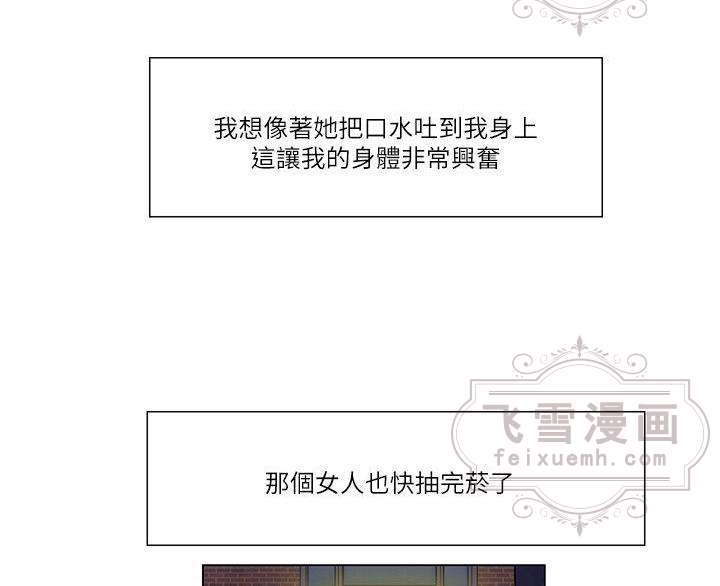 我想像著她把口水吐到我身上
這讓我的身體非常興奮
飞雪漫画
feixuemh.com
那個女人也快抽完菸了